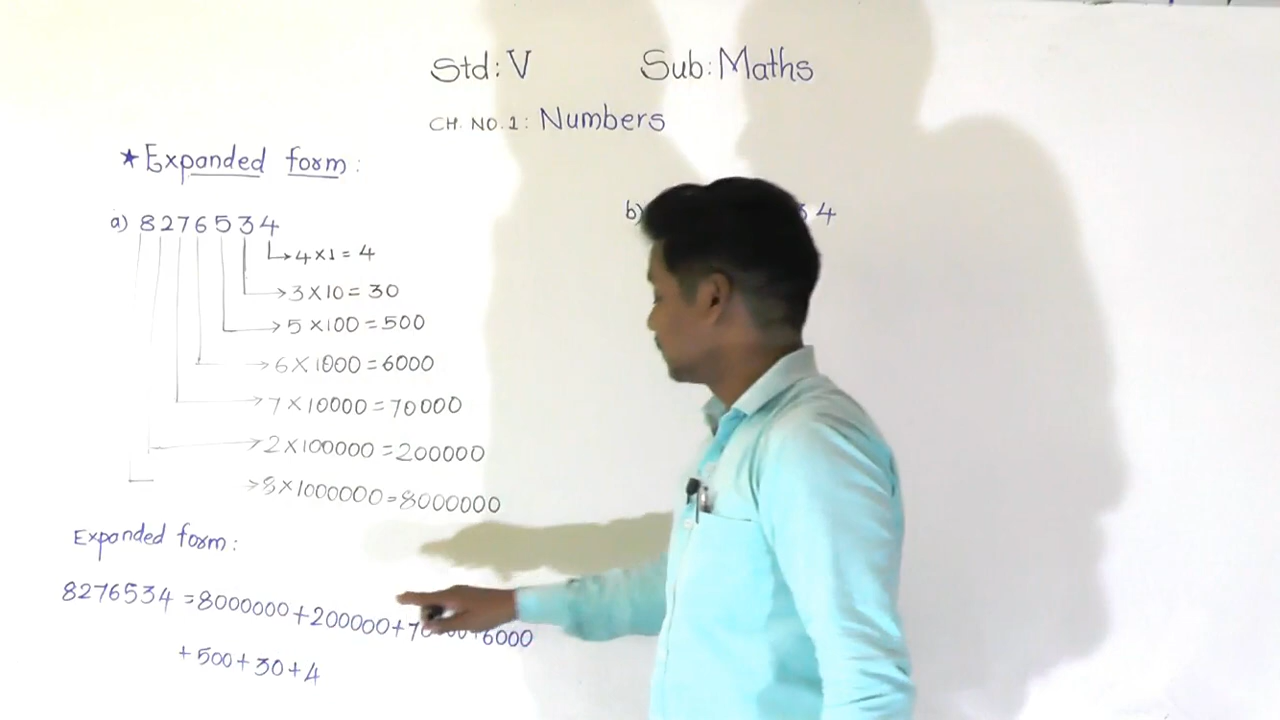 Std: V Sub: Maths
CH. NO. 1: Numbers
★ Expanded form:
a) 8276534
b) 4
4×1 = 4
3×10 = 30
5×100 = 500
6×1000 = 6000
7×10000 = 70000
2×100000 = 200000
8×1000000 = 8000000
Expanded form:
8276534 = 8000000 + 200000 + + 6000
+ 500 + 30 + 4